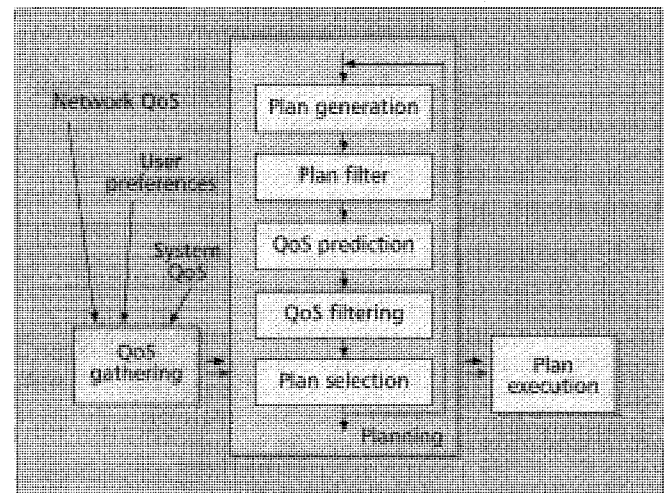 Network QoS
User
preferences
System
QoS
QoS
gathering
Plan generation
Plan filter
QoS prediction
QoS filtering
Plan selection
Planning
Plan
execution